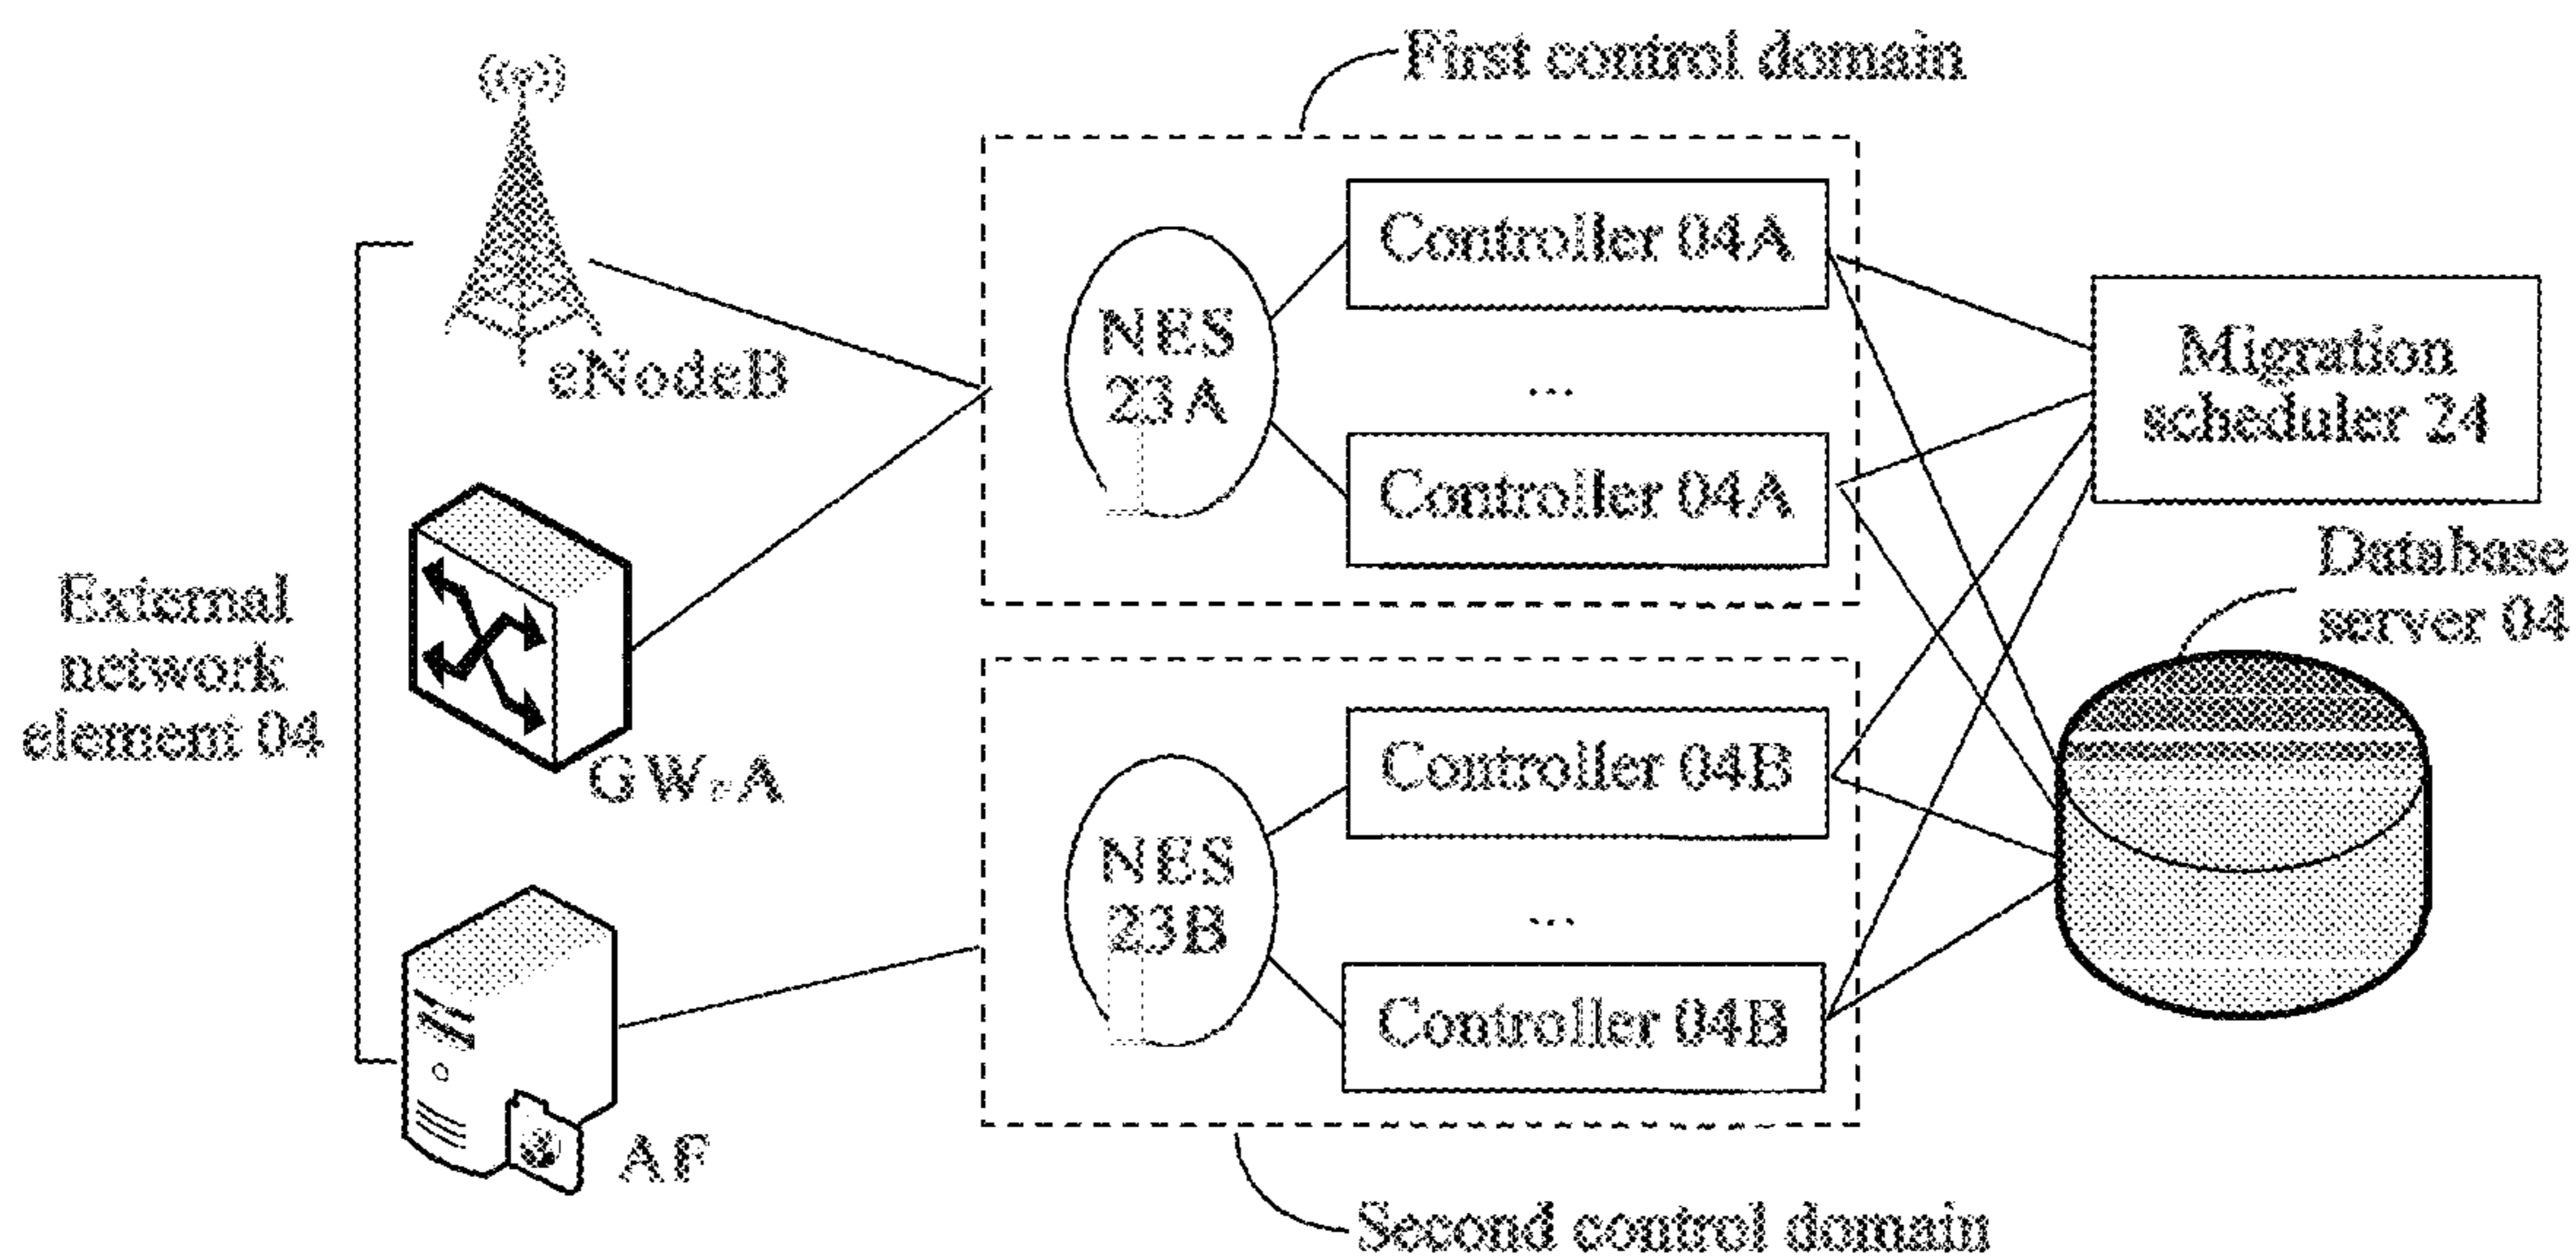 First control domain
Controller 04A
NES
23A
...
Controller 04A
eNodeB
Migration
scheduler 24
Database
server 04
External
network
element 04
GW-A
Controller 04B
NES
23B
...
Controller 04B
AF
Second control domain